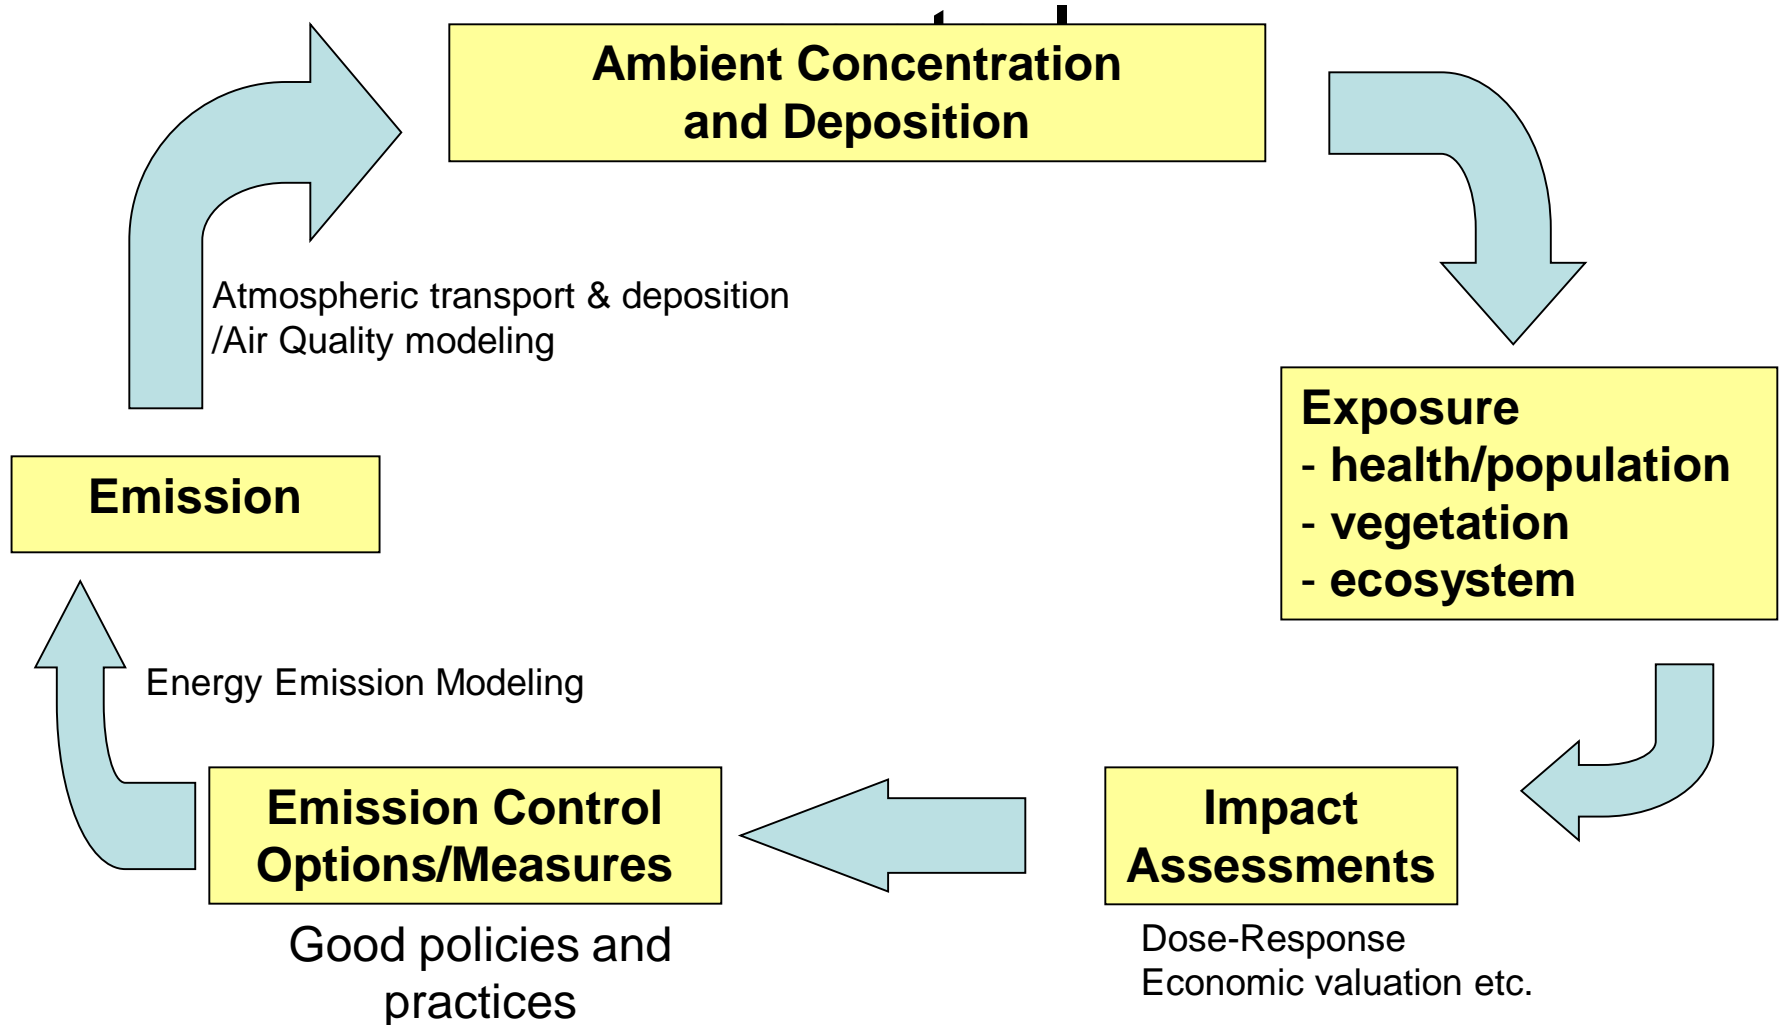 Ambient Concentration
and Deposition
Atmospheric transport & deposition
/Air Quality modeling
Exposure
- health/population
- vegetation
- ecosystem
Emission
Energy Emission Modeling
Emission Control
Options/Measures
Good policies and
practices
Impact
Assessments
Dose-Response
Economic valuation etc.